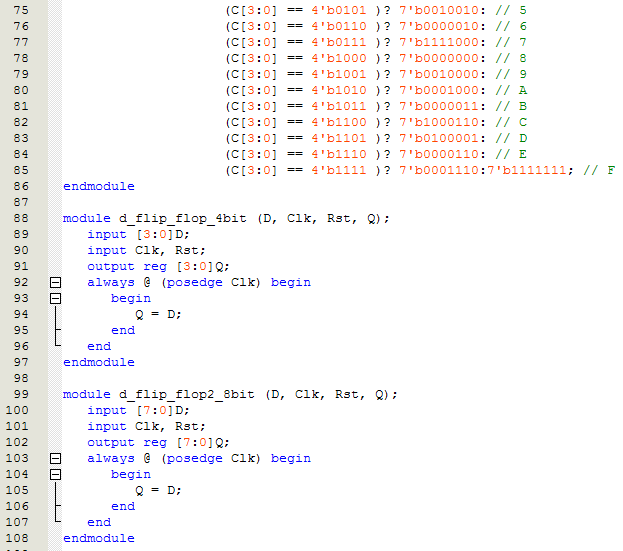 75 (C[3:0] == 4'b0101 )? 7'b0010010: // 5
76 (C[3:0] == 4'b0110 )? 7'b0000010: // 6
77 (C[3:0] == 4'b0111 )? 7'b1111000: // 7
78 (C[3:0] == 4'b1000 )? 7'b0000000: // 8
79 (C[3:0] == 4'b1001 )? 7'b0010000: // 9
80 (C[3:0] == 4'b1010 )? 7'b0001000: // A
81 (C[3:0] == 4'b1011 )? 7'b0000011: // B
82 (C[3:0] == 4'b1100 )? 7'b1000110: // C
83 (C[3:0] == 4'b1101 )? 7'b0100001: // D
84 (C[3:0] == 4'b1110 )? 7'b0000110: // E
85 (C[3:0] == 4'b1111 )? 7'b0001110:7'b1111111; // F
86 endmodule
87
88 module d_flip_flop_4bit (D, Clk, Rst, Q);
89 input [3:0]D;
90 input Clk, Rst;
91 output reg [3:0]Q;
92 always @ (posedge Clk) begin
93 begin
94 Q = D;
95 end
96 end
97 endmodule
98
99 module d_flip_flop2_8bit (D, Clk, Rst, Q);
100 input [7:0]D;
101 input Clk, Rst;
102 output reg [7:0]Q;
103 always @ (posedge Clk) begin
104 begin
105 Q = D;
106 end
107 end
108 endmodule